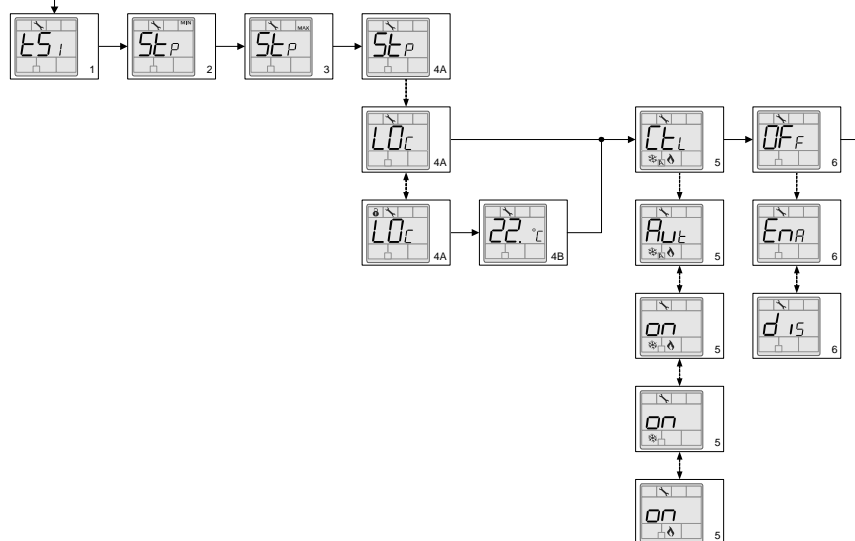 MIN
MAX
tSi
1
StP
2
StP
3
StP
4A
LOc
4A
CtL
5
OFF
6
LOc
4A
22. °C
4B
Aut
5
EnA
6
on
5
diS
6
on
5
on
5